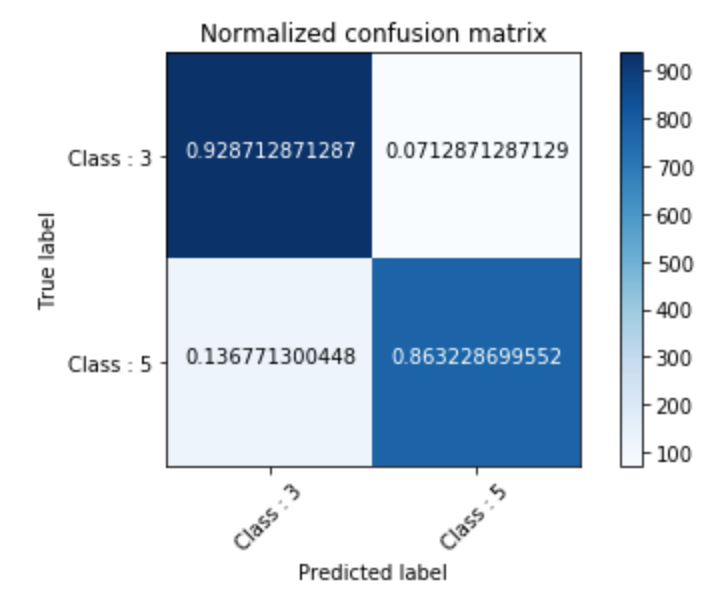 Normalized confusion matrix
900
800
700
600
500
400
300
200
100
True label
Class : 3
0.928712871287
0.0712871287129
Class : 5
0.136771300448
0.863228699552
Class : 3
Class : 5
Predicted label